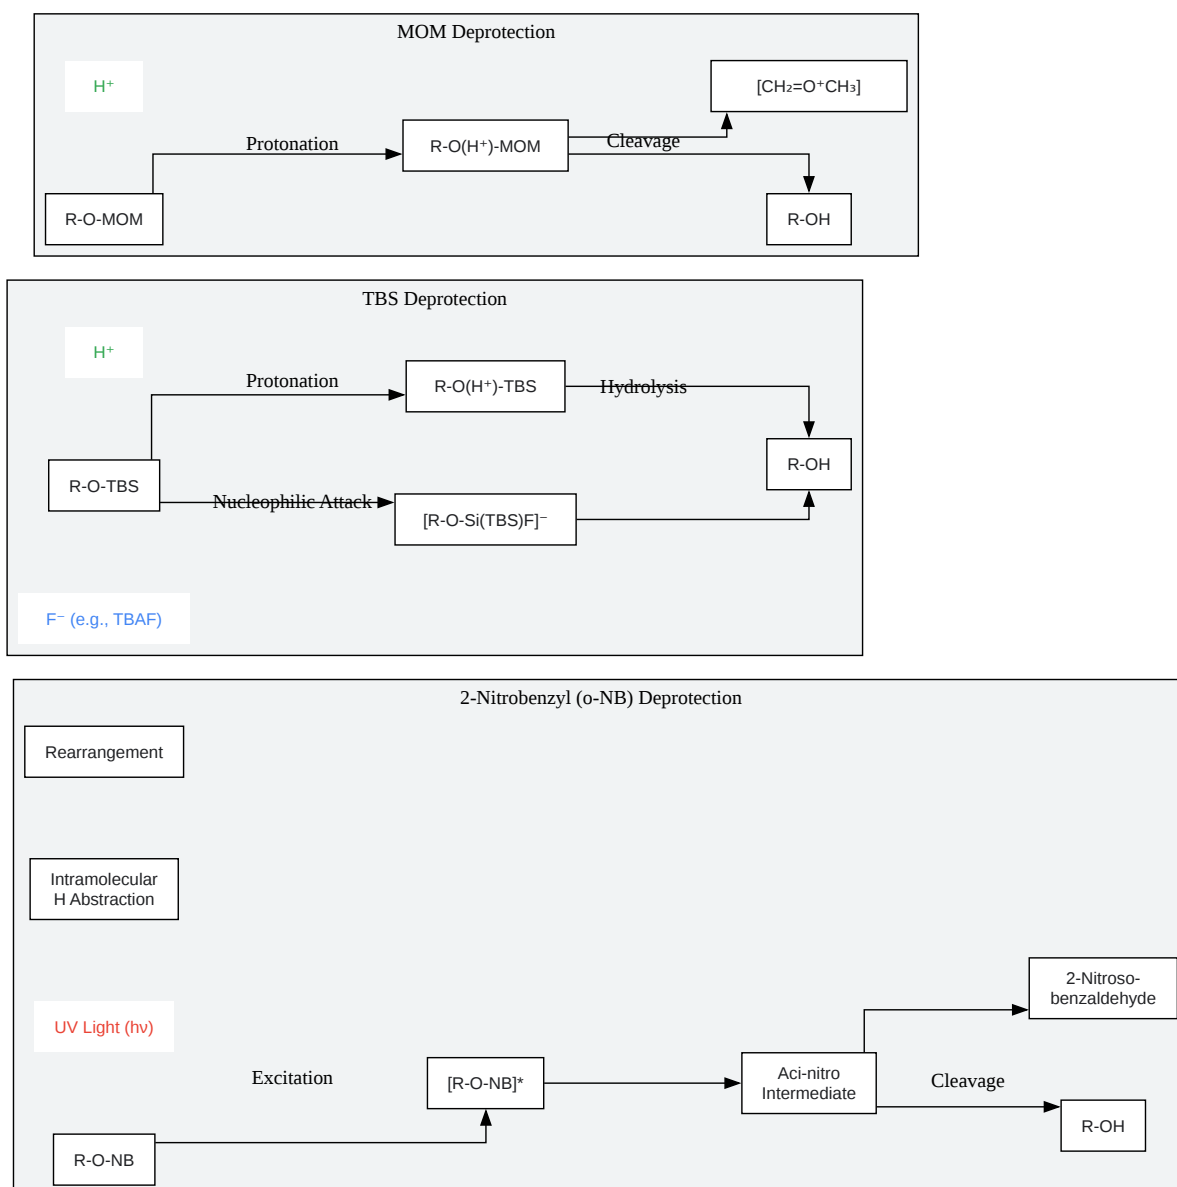 MOM Deprotection
H⁺
[CH₂=O⁺CH₃]
Protonation
R-O(H⁺)-MOM
Cleavage
R-O-MOM
R-OH
TBS Deprotection
H⁺
Protonation
R-O(H⁺)-TBS
Hydrolysis
R-OH
R-O-TBS
Nucleophilic Attack
[R-O-Si(TBS)F]⁻
F⁻ (e.g., TBAF)
2-Nitrobenzyl (o-NB) Deprotection
Rearrangement
Intramolecular
H Abstraction
2-Nitroso-
benzaldehyde
UV Light (hν)
Excitation
[R-O-NB]*
Aci-nitro
Intermediate
Cleavage
R-OH
R-O-NB